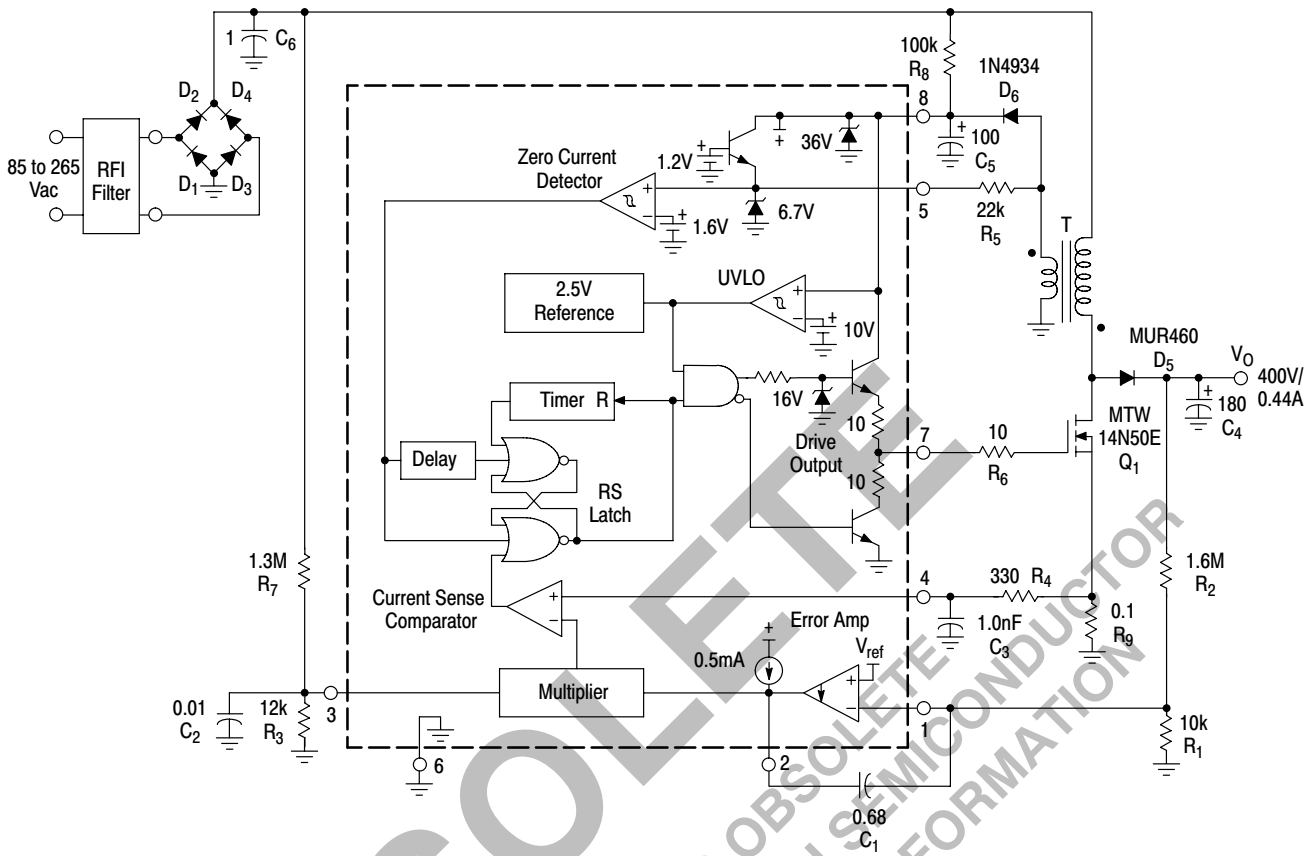 1
C6
100k
R8
1N4934
D6
D2
D4
8
100
C5
36V
1.2V
Zero Current
Detector
85 to 265
Vac
RFI
Filter
D1
D3
5
22k
R5
6.7V
1.6V
T
2.5V
Reference
UVLO
10V
MUR460
D5
VO
400V/
0.44A
16V
Timer R
10
Drive
Output
7
10
R6
MTW
14N50E
Q1
180
C4
Delay
10
RS
Latch
1.3M
R7
4
330
R4
1.6M
R2
Current Sense
Comparator
Error Amp
1.0nF
C3
0.1
R9
0.5mA
Vref
Multiplier
0.01
C2
12k
R3
3
1
10k
R1
6
2
0.68
C1
OBSOLETE
OBSOLETE
SEMICONDUCTOR
FORMATION